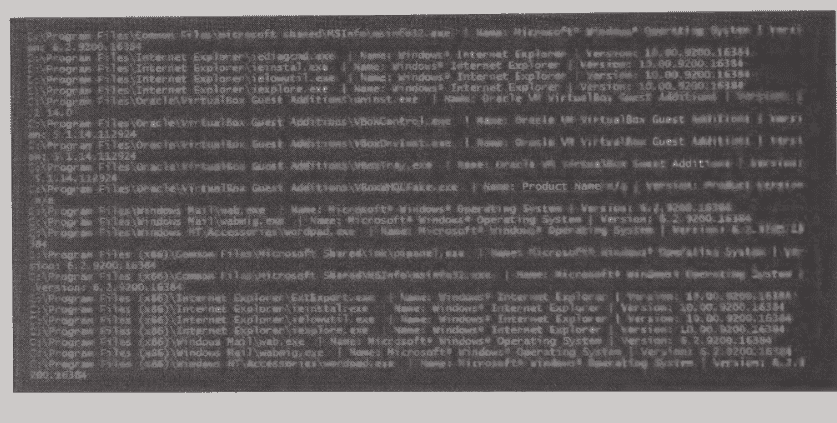 C:\Program Files\Common Files\microsoft shared\MSInfo\msinfo32.exe | Name: Microsoft® Windows® Operating System | Versi
on: 6.2.9200.16384
C:\Program Files\Internet Explorer\iediagcmd.exe | Name: Windows® Internet Explorer | Version: 10.00.9200.16384
C:\Program Files\Internet Explorer\ieinstal.exe | Name: Windows® Internet Explorer | Version: 10.00.9200.16384
C:\Program Files\Internet Explorer\ielowutil.exe | Name: Windows® Internet Explorer | Version: 10.00.9200.16384
C:\Program Files\Internet Explorer\iexplore.exe | Name: Windows® Internet Explorer | Version: 10.00.9200.16384
C:\Program Files\Oracle\VirtualBox Guest Additions\uninst.exe | Name: Oracle VM VirtualBox Guest Additions | Version:
.14.0
C:\Program Files\Oracle\VirtualBox Guest Additions\VBoxControl.exe | Name: Oracle VM VirtualBox Guest Additions | Versi
on: 5.1.14.112924
C:\Program Files\Oracle\VirtualBox Guest Additions\VBoxDrvInst.exe | Name: Oracle VM VirtualBox Guest Additions | Versi
on: 5.1.14.112924
C:\Program Files\Oracle\VirtualBox Guest Additions\VBoxTray.exe | Name: Oracle VM VirtualBox Guest Additions | Version:
5.1.14.112924
C:\Program Files\Oracle\VirtualBox Guest Additions\ | Name: Product Name n/a | Version: Product Version
n/a
C:\Program Files\Windows Mail\wab.exe | Name: Microsoft® Windows® Operating System | Version: 6.2.9200.16384
C:\Program Files\Windows Mail\wabmig.exe | Name: Microsoft® Windows® Operating System | Version: 6.2.9200.16384
C:\Program Files\Windows NT\Accessories\wordpad.exe | Name: Microsoft® Windows® Operating System | Version: 6.2.9200.163
84
C:\Program Files (x86)\Common Files\Microsoft Shared\ink\ | Name: Microsoft® Windows® Operating System | Ver
sion: 6.2.9200.16384
C:\Program Files (x86)\Common Files\Microsoft Shared\MSInfo\msinfo32.exe | Name: Microsoft® Windows® Operating System |
Version: 6.2.9200.16384
C:\Program Files (x86)\Internet Explorer\ExtExport.exe | Name: Windows® Internet Explorer | Version: 10.00.9200.16384
C:\Program Files (x86)\Internet Explorer\ieinstal.exe | Name: Windows® Internet Explorer | Version: 10.00.9200.16384
C:\Program Files (x86)\Internet Explorer\ielowutil.exe | Name: Windows® Internet Explorer | Version: 10.00.9200.16384
C:\Program Files (x86)\Internet Explorer\iexplore.exe | Name: Windows® Internet Explorer | Version: 10.00.9200.16384
C:\Program Files (x86)\Windows Mail\wab.exe | Name: Microsoft® Windows® Operating System | Version: 6.2.9200.16384
C:\Program Files (x86)\Windows Mail\wabmig.exe | Name: Microsoft® Windows® Operating System | Version: 6.2.9200.16384
C:\Program Files (x86)\Windows NT\Accessories\wordpad.exe | Name: Microsoft® Windows® Operating System | Version: 6.2.9
200.16384